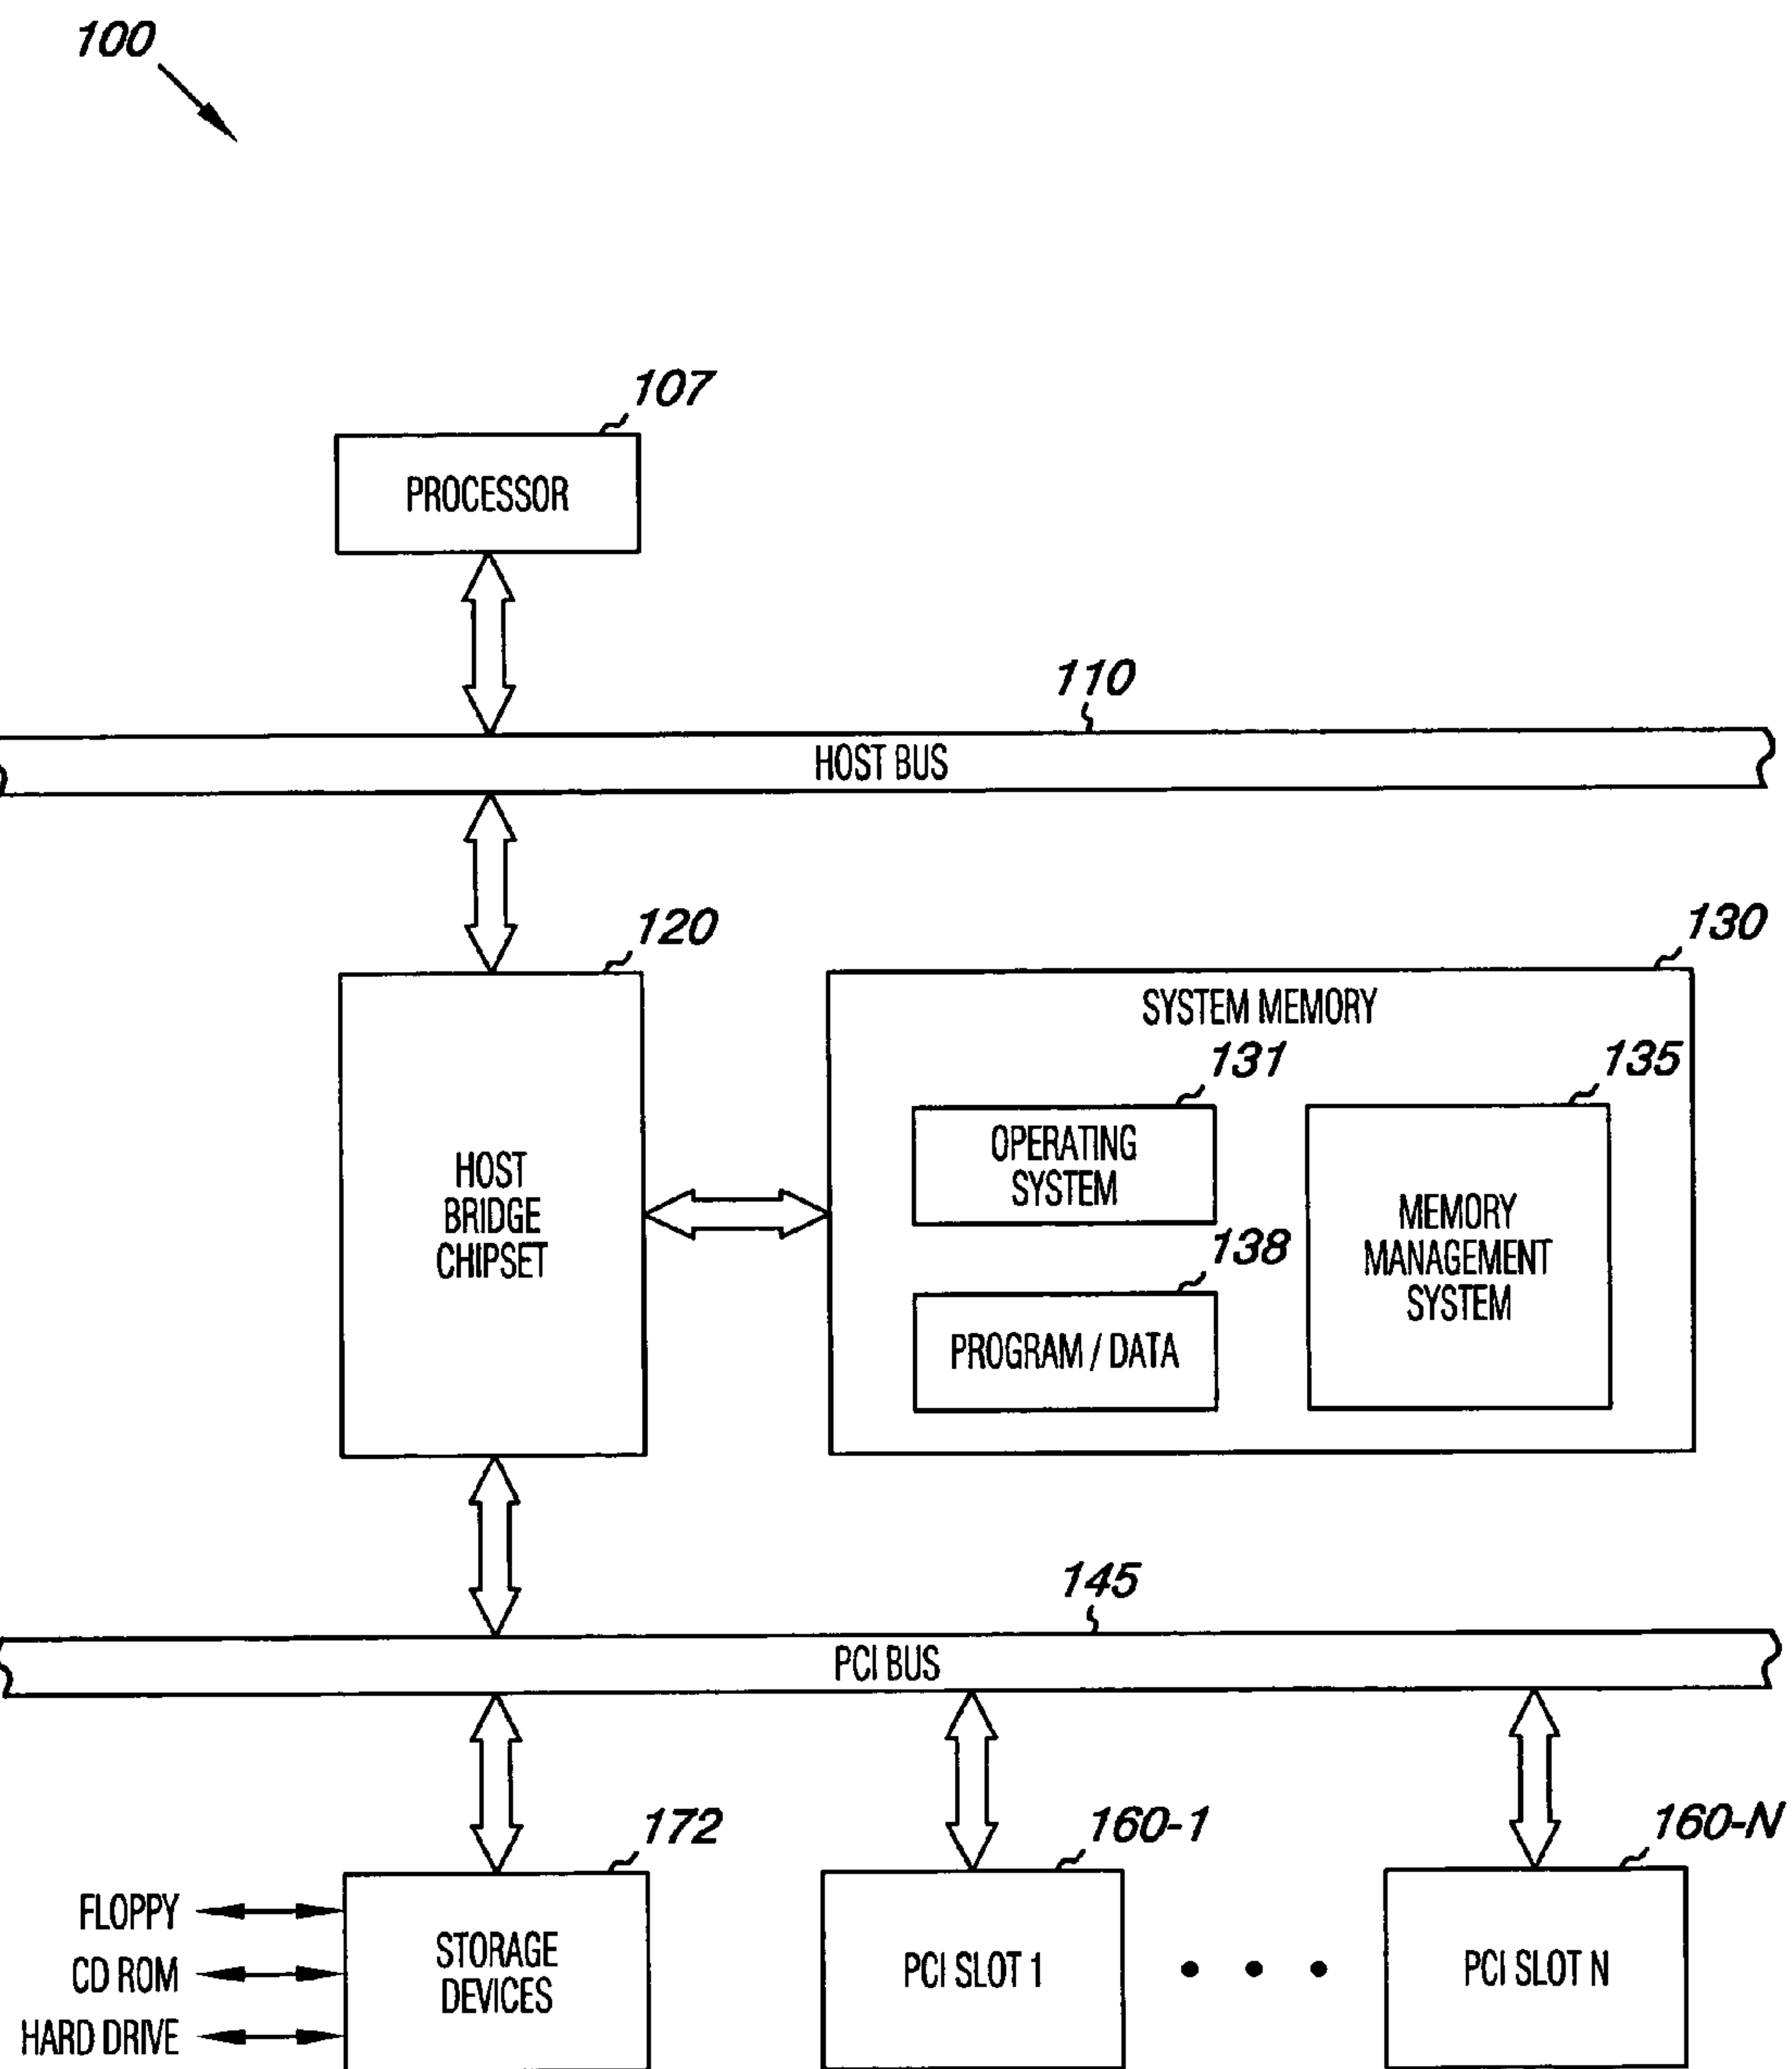 100
107
PROCESSOR
110
HOST BUS
120
130
SYSTEM MEMORY
131
135
OPERATING
SYSTEM
HOST
BRIDGE
CHIPSET
MEMORY
MANAGEMENT
SYSTEM
138
PROGRAM / DATA
145
PCI BUS
172
160-1
160-N
FLOPPY
CD ROM
HARD DRIVE
STORAGE
DEVICES
PCI SLOT 1
PCI SLOT N